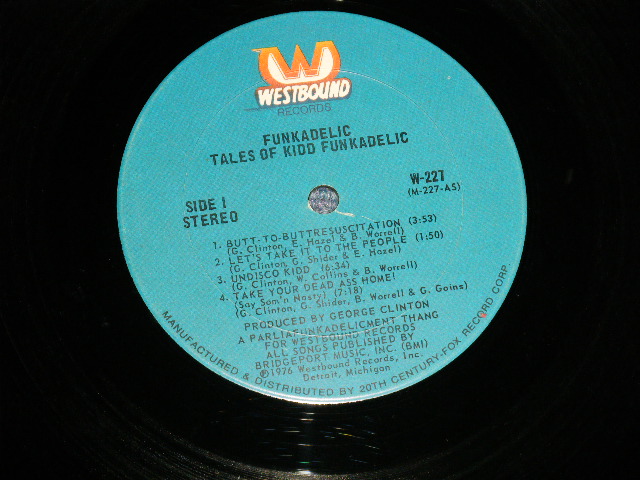 W
WESTBOUND
RECORDS
FUNKADELIC
TALES OF KIDD FUNKADELIC
W-227
(M-227-AS)
SIDE 1
STEREO
1. BUTT-TO-BUTTRESUSCITATION (3:53)
(G. Clinton, E. Hazel & B. Worrell)
2. LET'S TAKE IT TO THE PEOPLE (1:50)
(G. Clinton, G. Shider & E. Hazel)
3. UNDISCO KIDD (6:34)
(G. Clinton, W. Collins & B. Worrell)
4. TAKE YOUR DEAD ASS HOME!
(Say Som'n Nasty) (7:18)
(G. Clinton, G. Shider, B. Worrell & G. Goins)
PRODUCED BY GEORGE CLINTON
A PARLIAFUNKADELICMENT THANG
FOR WESTBOUND RECORDS
ALL SONGS PUBLISHED BY
BRIDGEPORT MUSIC, INC. (BMI)
℗1976 Westbound Records, Inc.
Detroit, Michigan
MANUFACTURED & DISTRIBUTED BY 20TH CENTURY-FOX RECORD CORP.